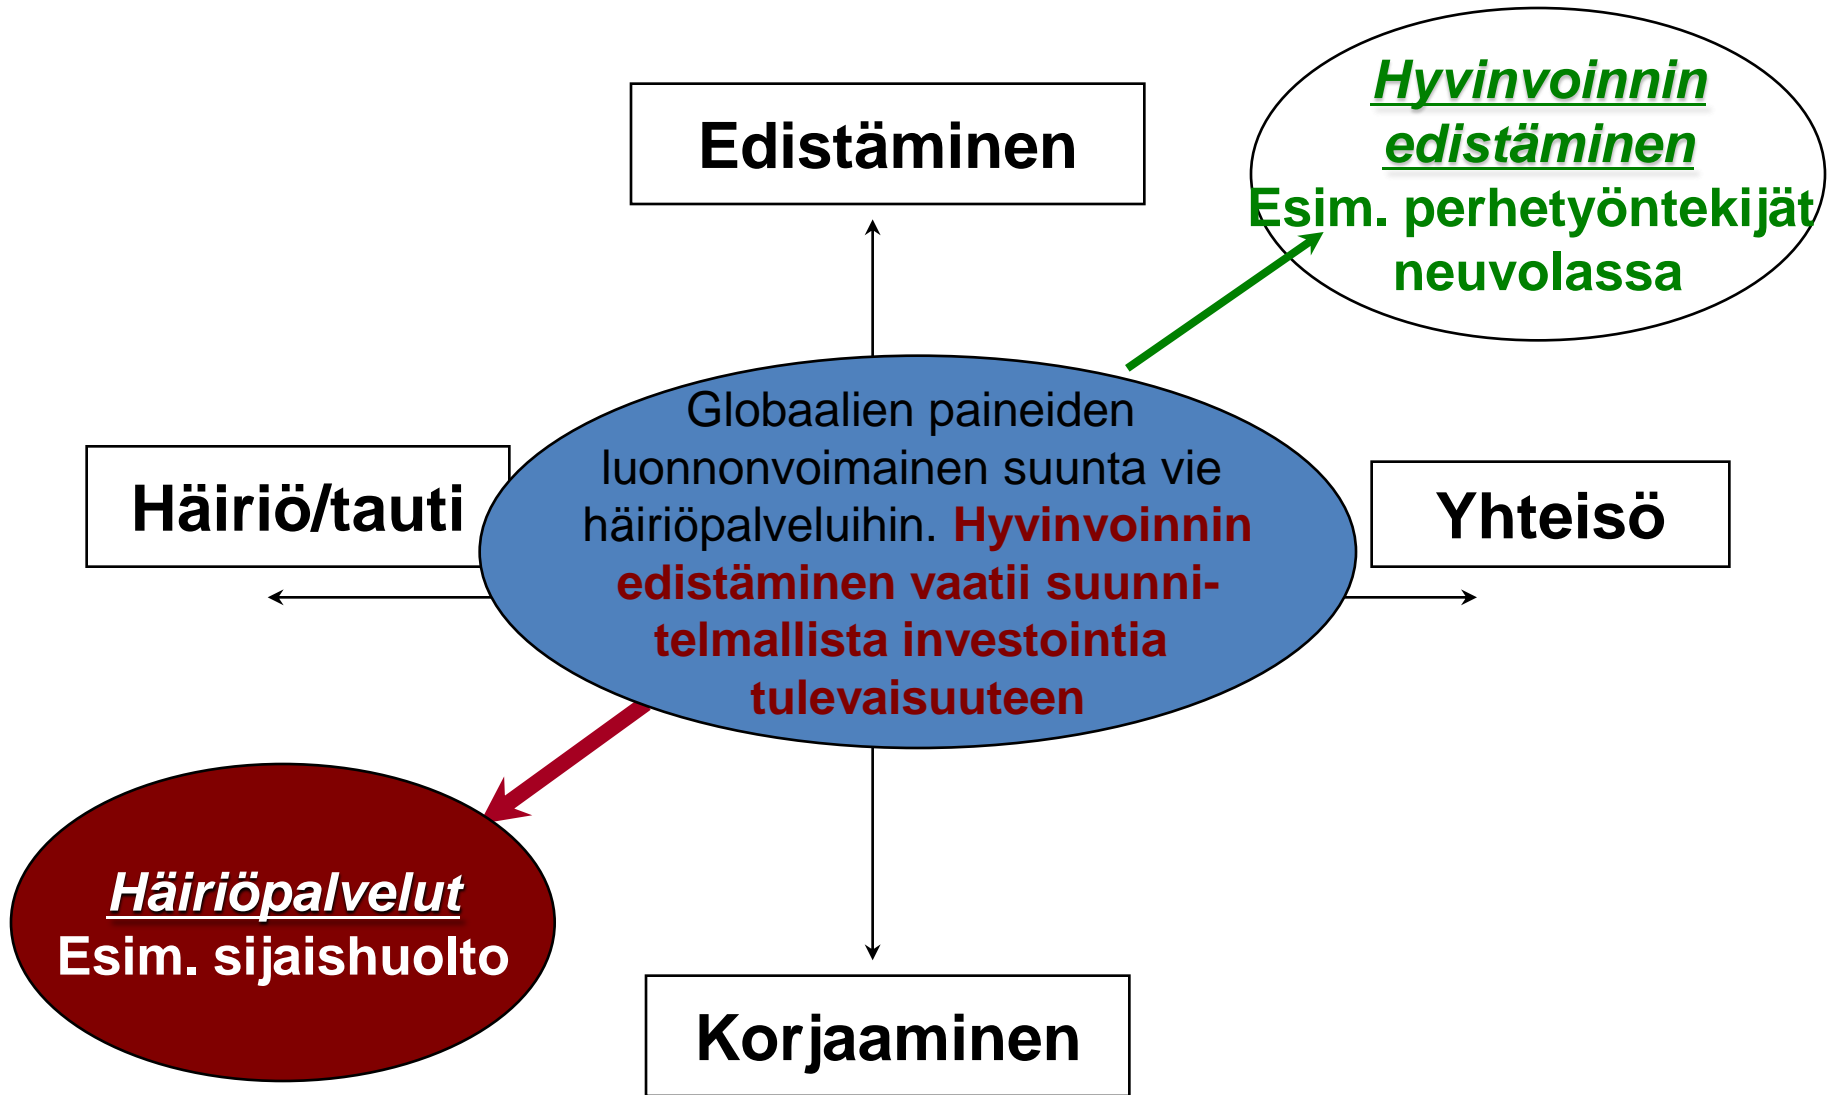 Hyvinvoinnin
edistäminen
Esim. perhetyöntekijät
neuvolassa
Edistäminen
Häiriö/tauti
Globaalien paineiden
luonnonvoimainen suunta vie
häiriöpalveluihin. Hyvinvoinnin
edistäminen vaatii suunni-
telmallista investointia
tulevaisuuteen
Yhteisö
Häiriöpalvelut
Esim. sijaishuolto
Korjaaminen